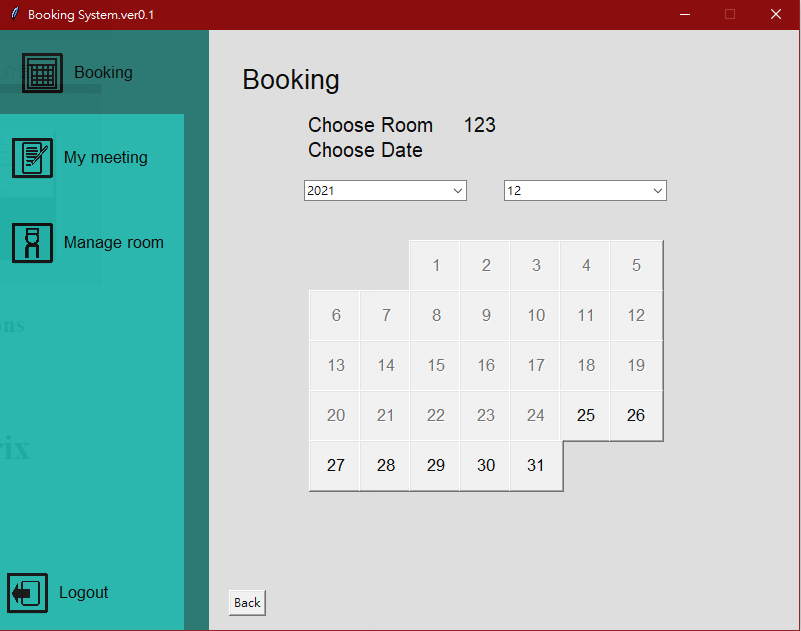 Booking System.ver0.1
Booking
My meeting
Manage room
ons
rix
Logout
Booking
Choose Room 123
Choose Date
2021 12
1 2 3 4 5
6 7 8 9 10 11 12
13 14 15 16 17 18 19
20 21 22 23 24 25 26
27 28 29 30 31
Back